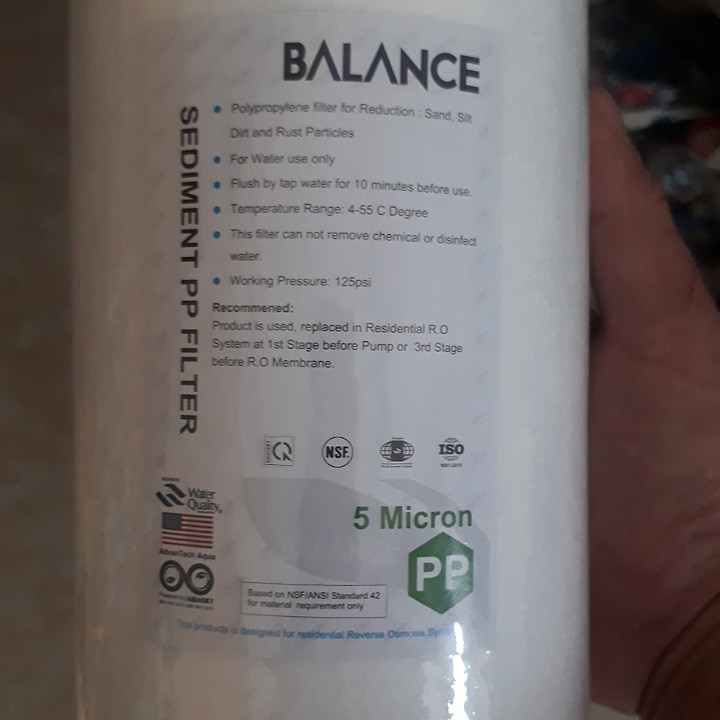 BALANCE
SEDIMENT PP FILTER
Polypropylene filter for Reduction : Sand, Silt
Dirt and Rust Particles
For Water use only
Flush by tap water for 10 minutes before use.
Temperature Range: 4-55 C Degree
This filter can not remove chemical or disinfect
water.
Working Pressure: 125psi
Recommened:
Product is used, replaced in Residential R.O
System at 1st Stage before Pump or 3rd Stage
before R.O Membrane.
NSF.
ISO
Water
Quality
AdvanTech Aqua
5 Micron
PP
Based on NSF/ANSI Standard 42
for material requirement only
This products is designed for residential Reverse Osmosis